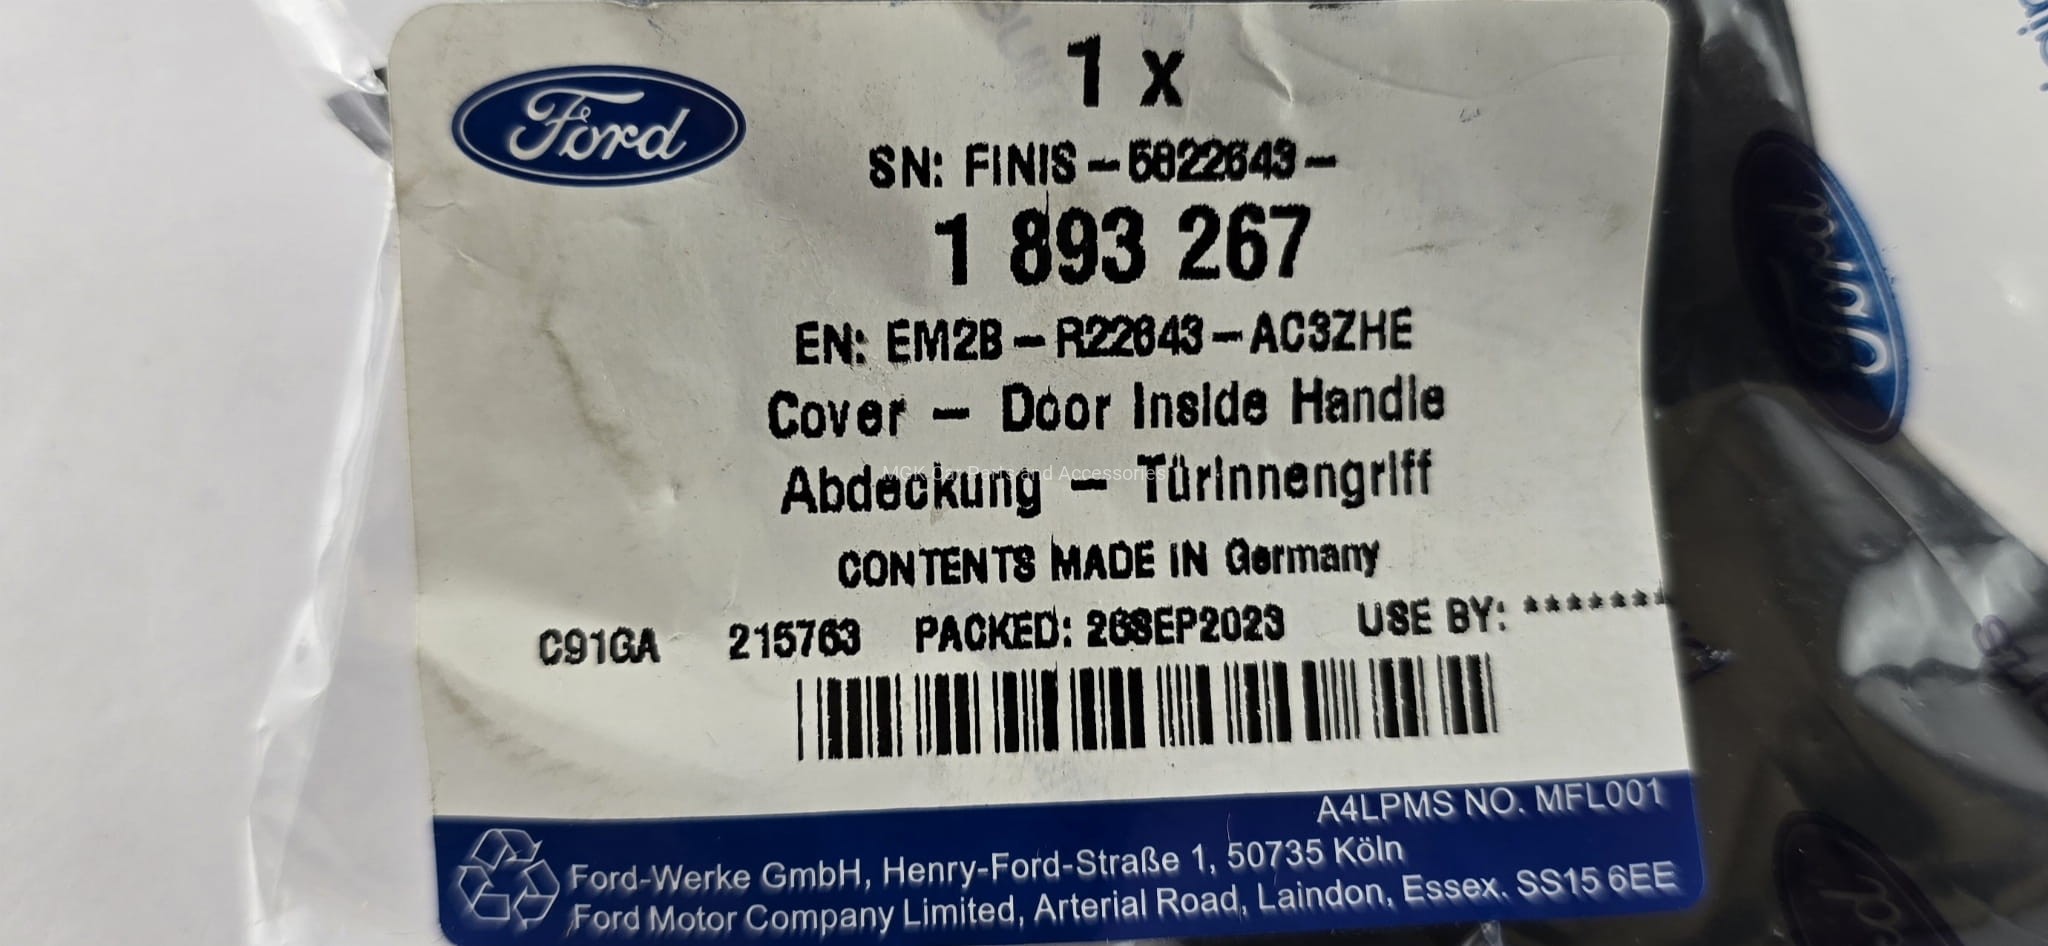 Ford
1 x
SN: FINIS - 5822643 -
1 893 267
EN: EM2B - R22643 - AC3ZHE
Cover - Door Inside Handle
MGK Car Parts and Accessories
Abdeckung - Türinnengriff
CONTENTS MADE IN Germany
C91GA 215763 PACKED: 26SEP2023 USE BY: *******
A4LPMS NO. MFL001
Ford-Werke GmbH, Henry-Ford-Straße 1, 50735 Köln
Ford Motor Company Limited, Arterial Road, Laindon, Essex. SS15 6EE
Ford